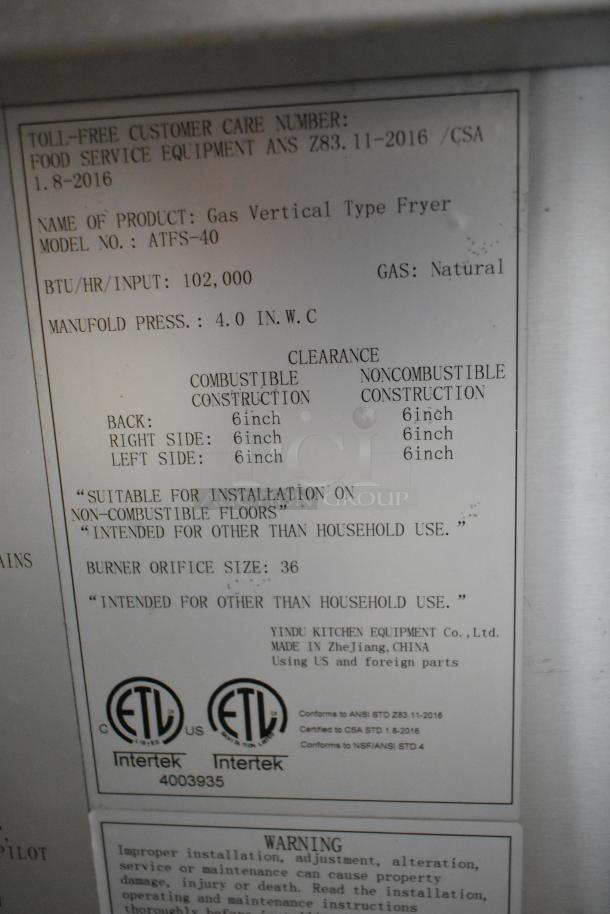 TOLL-FREE CUSTOMER CARE NUMBER:
FOOD SERVICE EQUIPMENT ANS Z83.11-2016 /CSA
1.8-2016
NAME OF PRODUCT: Gas Vertical Type Fryer
MODEL NO.: ATFS-40
BTU/HR/INPUT: 102,000 GAS: Natural
MANUFOLD PRESS.: 4.0 IN.W.C
CLEARANCE
COMBUSTIBLE NONCOMBUSTIBLE
CONSTRUCTION CONSTRUCTION
BACK: 6inch 6inch
RIGHT SIDE: 6inch 6inch
LEFT SIDE: 6inch 6inch
"SUITABLE FOR INSTALLATION ON
NON-COMBUSTIBLE FLOORS"
"INTENDED FOR OTHER THAN HOUSEHOLD USE."
AINS
BURNER ORIFICE SIZE: 36
"INTENDED FOR OTHER THAN HOUSEHOLD USE."
YINDU KITCHEN EQUIPMENT Co.,Ltd.
MADE IN ZheJiang,CHINA
Using US and foreign parts
C ETL LISTED US ETL
Intertek Intertek
4003935
Conforms to ANSI STD Z83.11-2016
Certified to CSA STD 1.8-2016
Conforms to NSF/ANSI STD.4
PILOT
WARNING
Improper installation, adjustment, alteration,
service or maintenance can cause property
damage, injury or death. Read the installation,
operating and maintenance instructions
thoroughly before